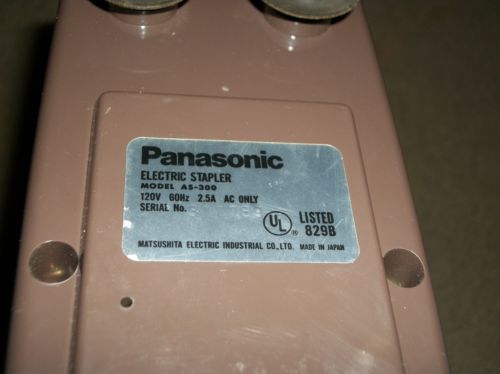 Panasonic
ELECTRIC STAPLER
MODEL AS-300
120V 60Hz 2.5A AC ONLY
SERIAL No.
UL ® LISTED
829B
MATSUSHITA ELECTRIC INDUSTRIAL CO., LTD. MADE IN JAPAN